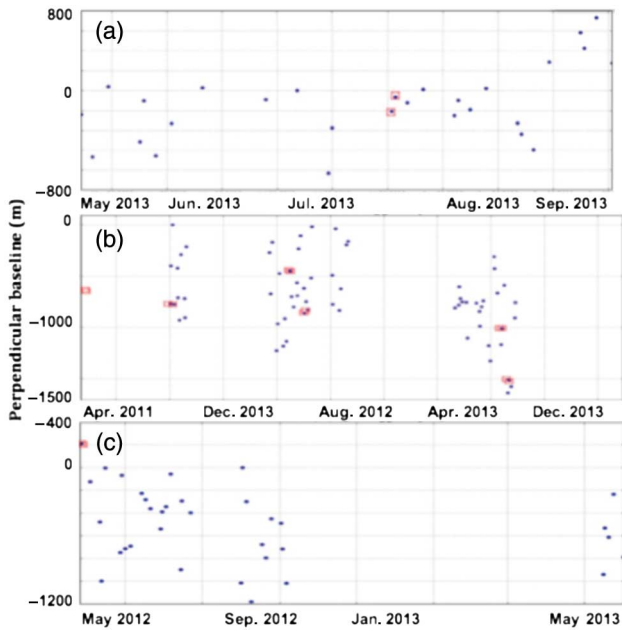 Perpendicular baseline (m)
(a)
800
0
−800
May 2013 Jun. 2013 Jul. 2013 Aug. 2013 Sep. 2013
(b)
0
−1000
−1500
Apr. 2011 Dec. 2013 Aug. 2012 Apr. 2013 Dec. 2013
(c)
−400
0
−1200
May 2012 Sep. 2012 Jan. 2013 May 2013